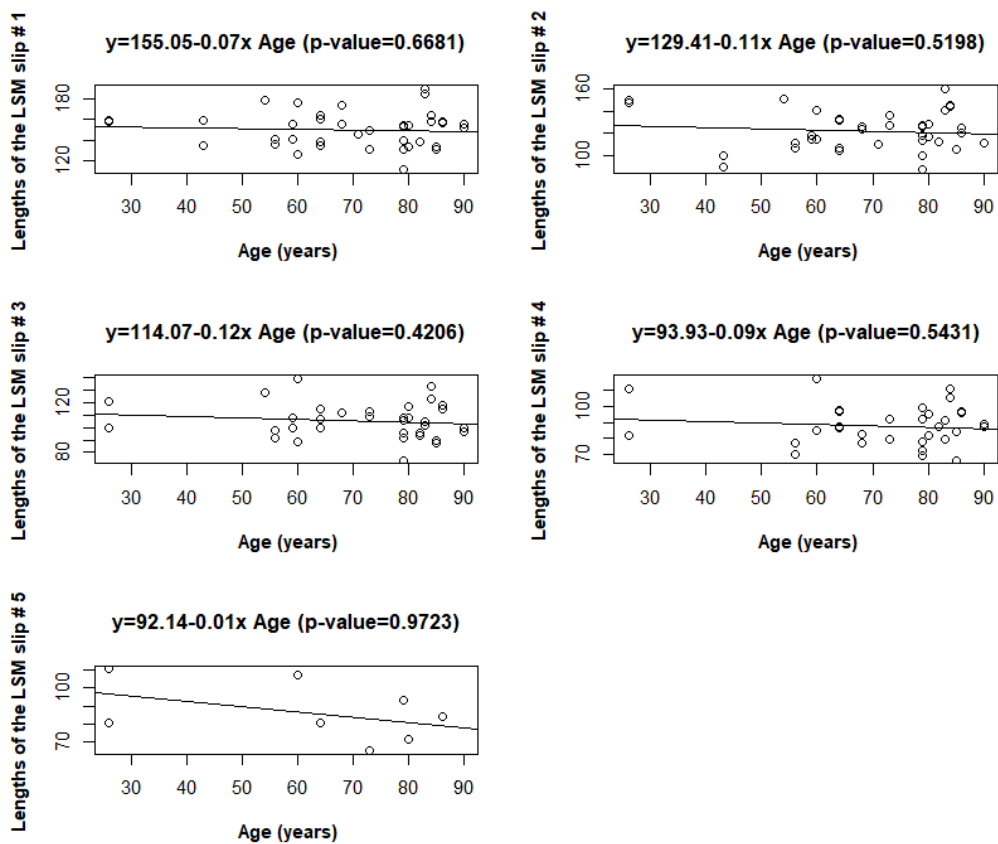 y=155.05-0.07x Age (p-value=0.6681)
Lengths of the LSM slip # 1
180
120
30 40 50 60 70 80 90
Age (years)
y=129.41-0.11x Age (p-value=0.5198)
Lengths of the LSM slip # 2
160
100
30 40 50 60 70 80 90
Age (years)
y=114.07-0.12x Age (p-value=0.4206)
Lengths of the LSM slip # 3
120
80
30 40 50 60 70 80 90
Age (years)
y=93.93-0.09x Age (p-value=0.5431)
Lengths of the LSM slip # 4
100
70
30 40 50 60 70 80 90
Age (years)
y=92.14-0.01x Age (p-value=0.9723)
Lengths of the LSM slip # 5
100
70
30 40 50 60 70 80 90
Age (years)